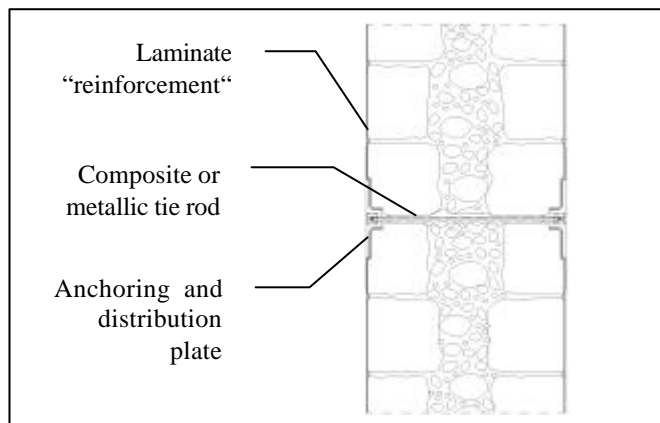 Laminate
“reinforcement“
Composite or
metallic tie rod
Anchoring and
distribution
plate